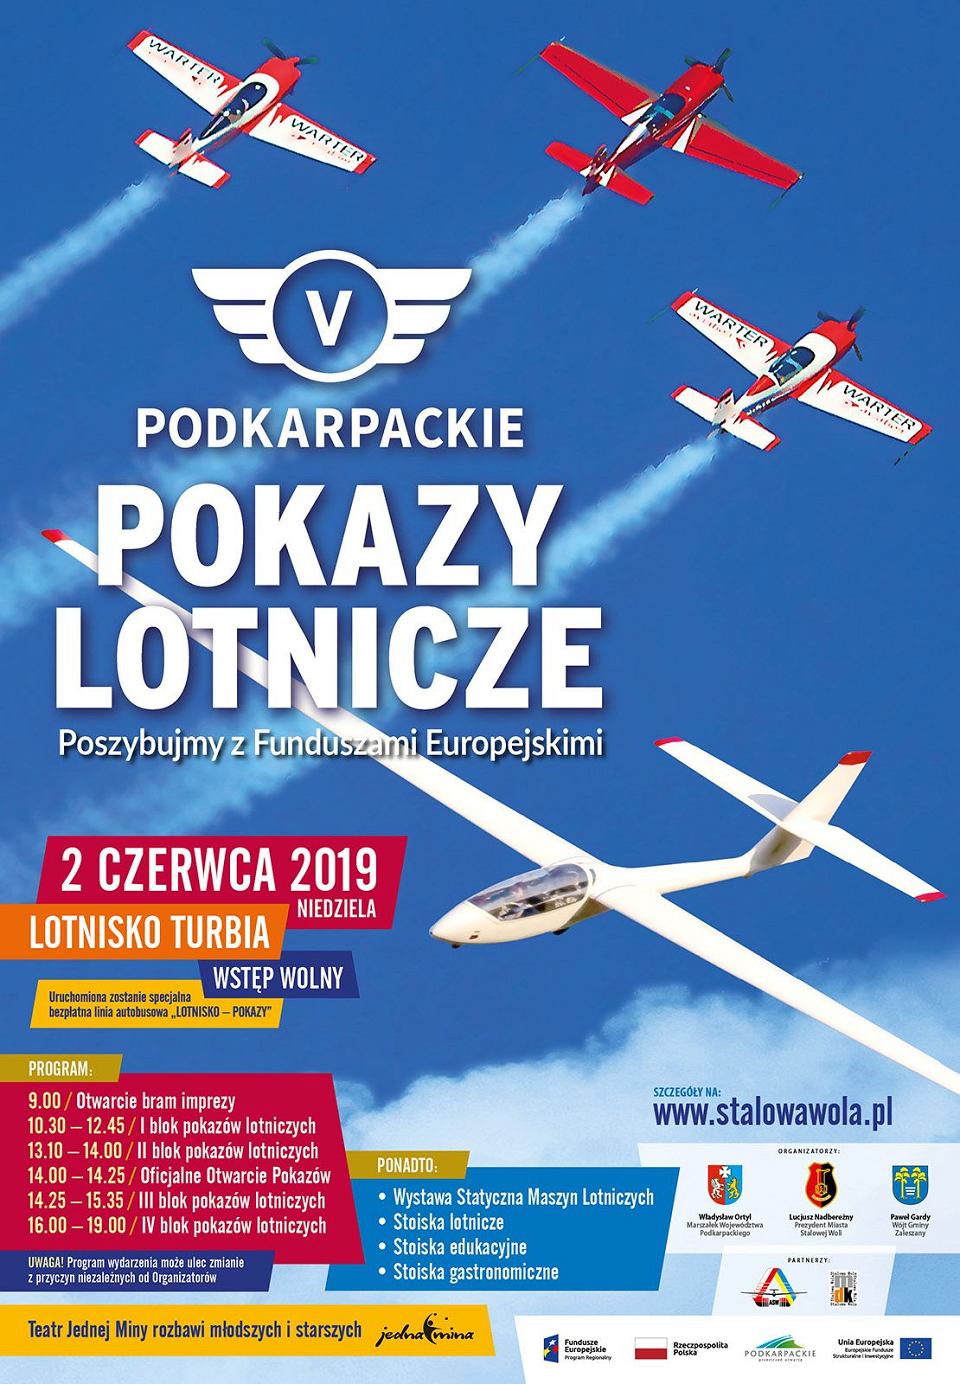 WARTER
WARTER
WARTER
WARTER
V
PODKARPACKIE
POKAZY
LOTNICZE
Poszybujmy z Funduszami Europejskimi
2 CZERWCA 2019
NIEDZIELA
LOTNISKO TURBIA
WSTĘP WOLNY
Uruchomiona zostanie specjalna
bezpłatna linia autobusowa „LOTNISKO – POKAZY”
PROGRAM:
9.00 / Otwarcie bram imprezy
10.30 – 12.45 / I blok pokazów lotniczych
13.10 – 14.00 / II blok pokazów lotniczych
14.00 – 14.25 / Oficjalne Otwarcie Pokazów
14.25 – 15.35 / III blok pokazów lotniczych
16.00 – 19.00 / IV blok pokazów lotniczych
UWAGA! Program wydarzenia może ulec zmianie
z przyczyn niezależnych od Organizatorów
PONADTO:
• Wystawa Statyczna Maszyn Lotniczych
• Stoiska lotnicze
• Stoiska edukacyjne
• Stoiska gastronomiczne
SZCZEGÓŁY NA:
www.stalowawola.pl
ORGANIZATORZY:
Władysław Ortyl
Marszałek Województwa
Podkarpackiego
Lucjusz Nadbereżny
Prezydent Miasta
Stalowej Woli
Paweł Gardy
Wójt Gminy
Zaleszany
PARTNERZY:
ASW
mdk
Teatr Jednej Miny rozbawi młodszych i starszych
jedna mina
Fundusze
Europejskie
Program Regionalny
Rzeczpospolita
Polska
PODKARPACKIE
przestrzeń otwarta
Unia Europejska
Europejskie Fundusze
Strukturalne i Inwestycyjne